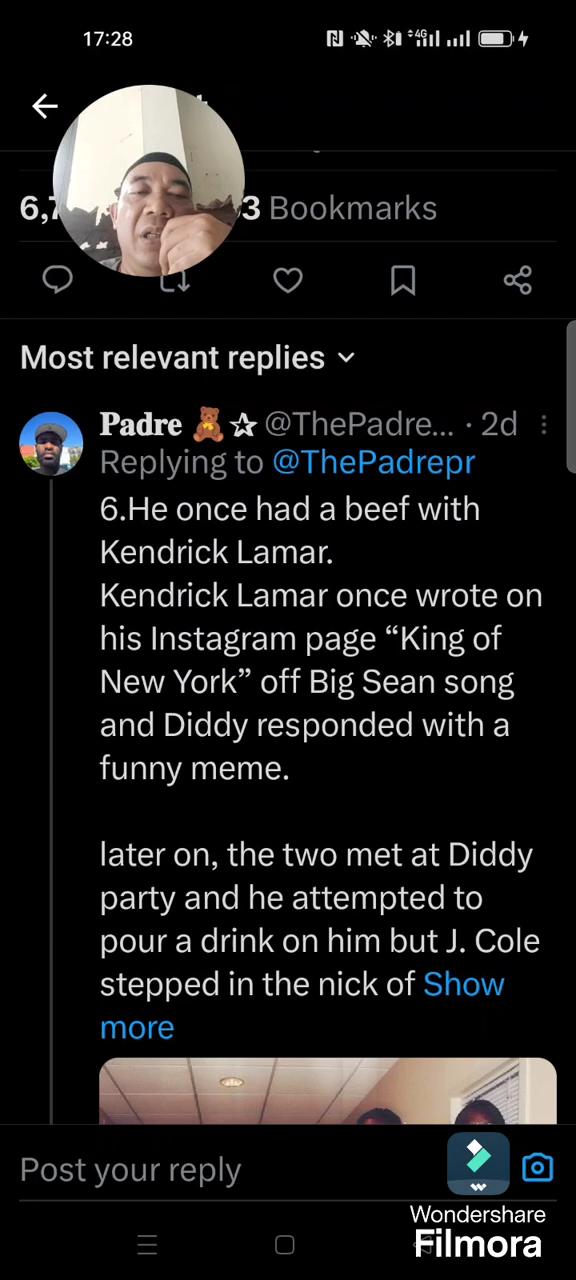 17:28
4G
6,7
3 Bookmarks
Most relevant replies
Padre 🧸☆ @ThePadre... · 2d
Replying to @ThePadrepr
6.He once had a beef with
Kendrick Lamar.
Kendrick Lamar once wrote on
his Instagram page “King of
New York” off Big Sean song
and Diddy responded with a
funny meme.
later on, the two met at Diddy
party and he attempted to
pour a drink on him but J. Cole
stepped in the nick of Show
more
Post your reply
Wondershare
Filmora